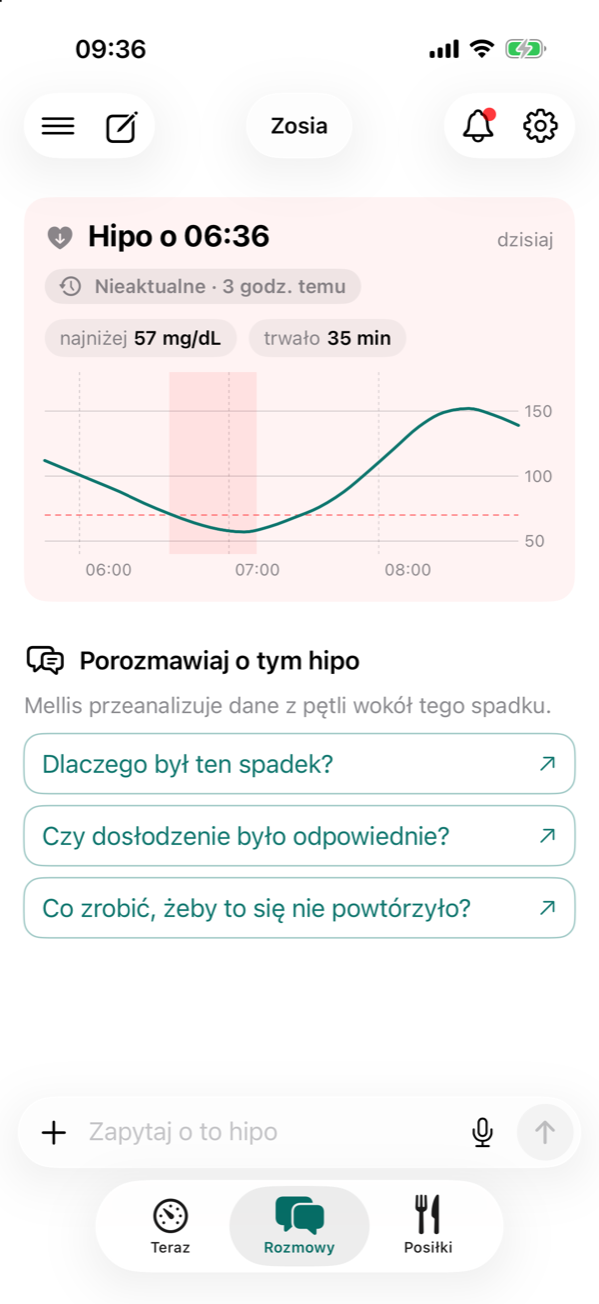 09:36
Zosia
Hipo o 06:36
dzisiaj
Nieaktualne · 3 godz. temu
najniżej 57 mg/dL
trwało 35 min
150
100
50
06:00
07:00
08:00
Porozmawiaj o tym hipo
Mellis przeanalizuje dane z pętli wokół tego spadku.
Dlaczego był ten spadek?
Czy dosłodzenie było odpowiednie?
Co zrobić, żeby to się nie powtórzyło?
Zapytaj o to hipo
Teraz
Rozmowy
Posiłki